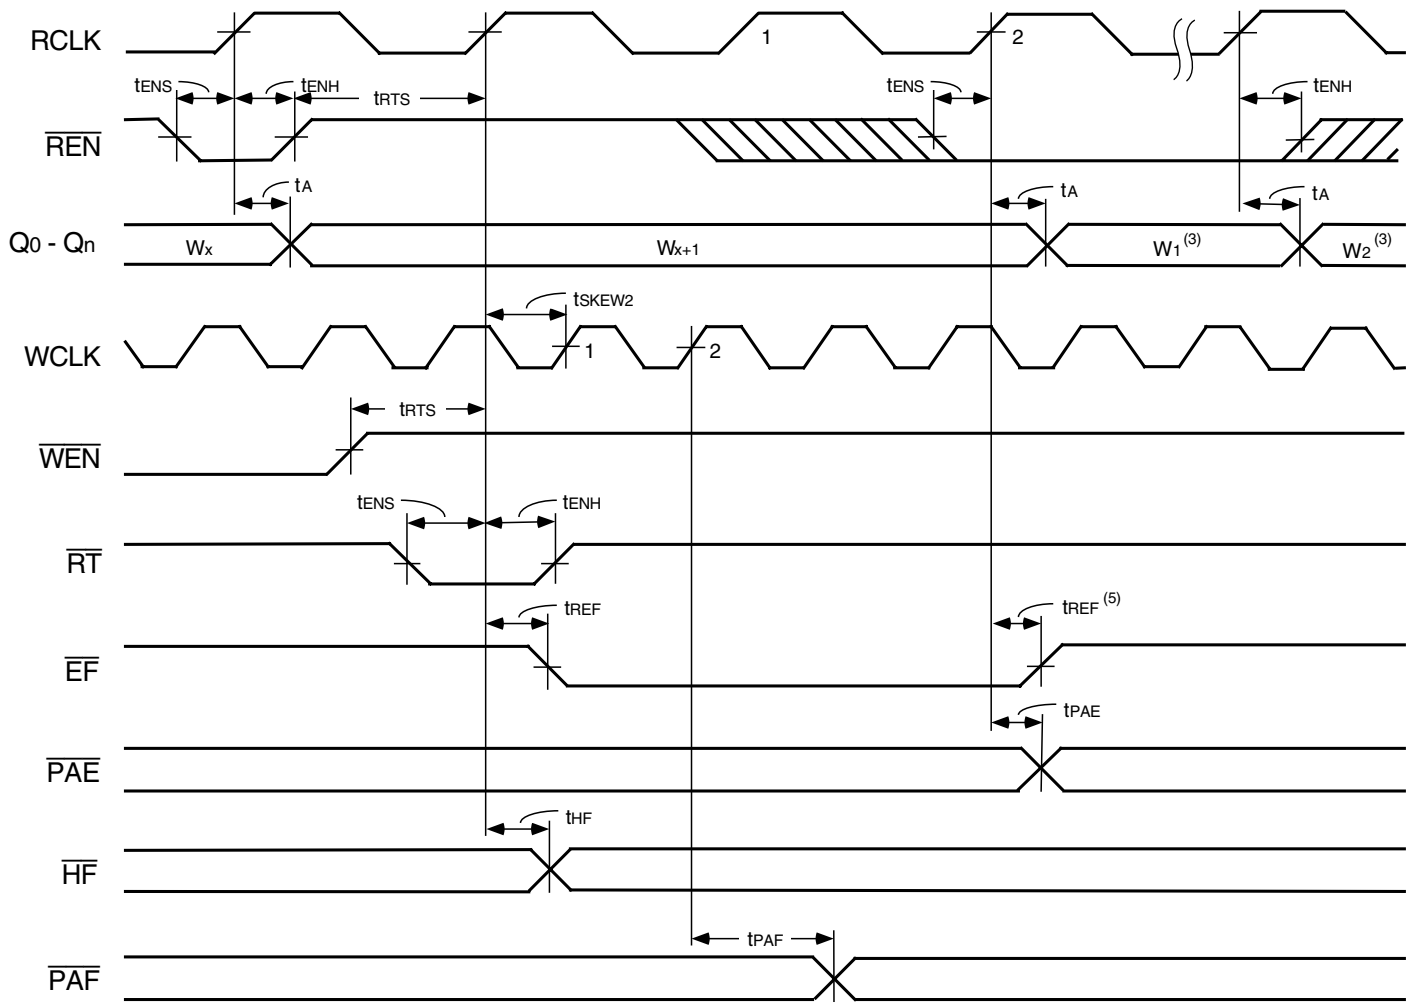 RCLK
1
2
tENS
tENH
tRTS
tENS
tENH
REN
tA
tA
tA
Q0 - Qn
Wx
Wx+1
W1(3)
W2(3)
tSKEW2
WCLK
1
2
tRTS
WEN
tENS
tENH
RT
tREF
tREF(5)
EF
tPAE
PAE
tHF
HF
tPAF
PAF